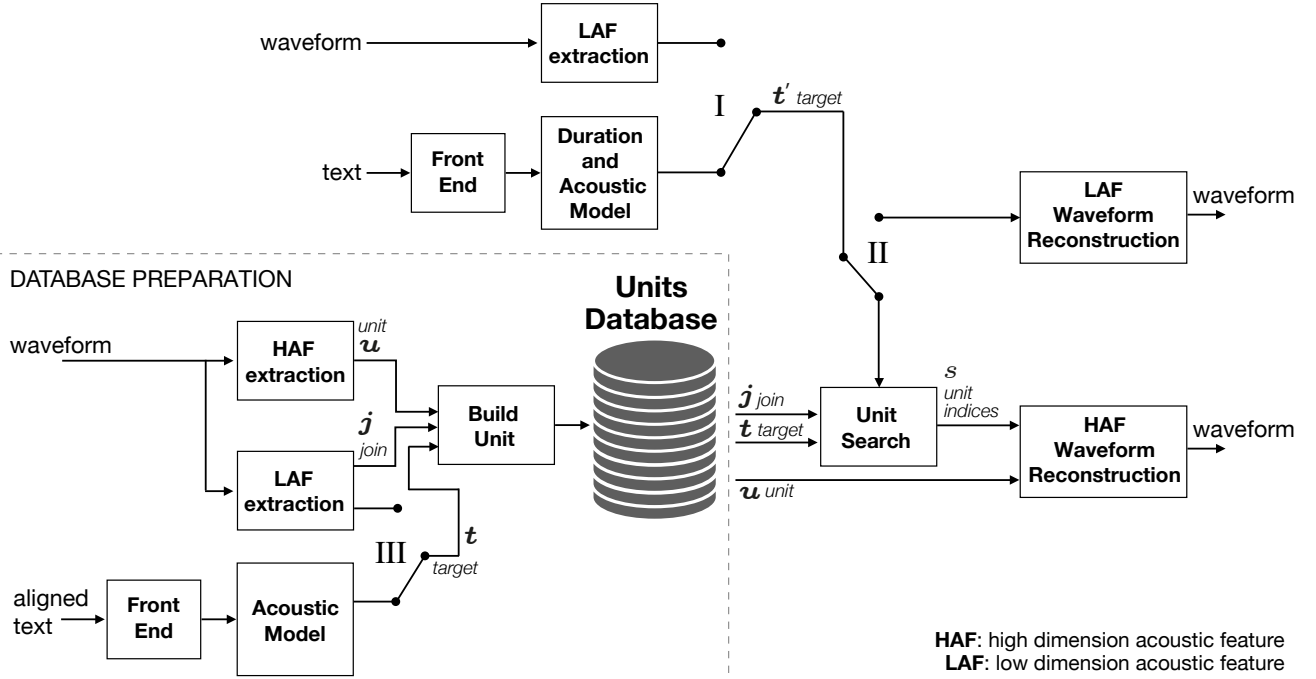 waveform
LAF
extraction
I
t' target
text
Front
End
Duration
and
Acoustic
Model
II
LAF
Waveform
Reconstruction
waveform
DATABASE PREPARATION
waveform
HAF
extraction
unit
u
j
join
LAF
extraction
Build
Unit
Units
Database
III
t
target
aligned
text
Front
End
Acoustic
Model
j join
t target
u unit
Unit
Search
s
unit
indices
HAF
Waveform
Reconstruction
waveform
HAF: high dimension acoustic feature
LAF: low dimension acoustic feature